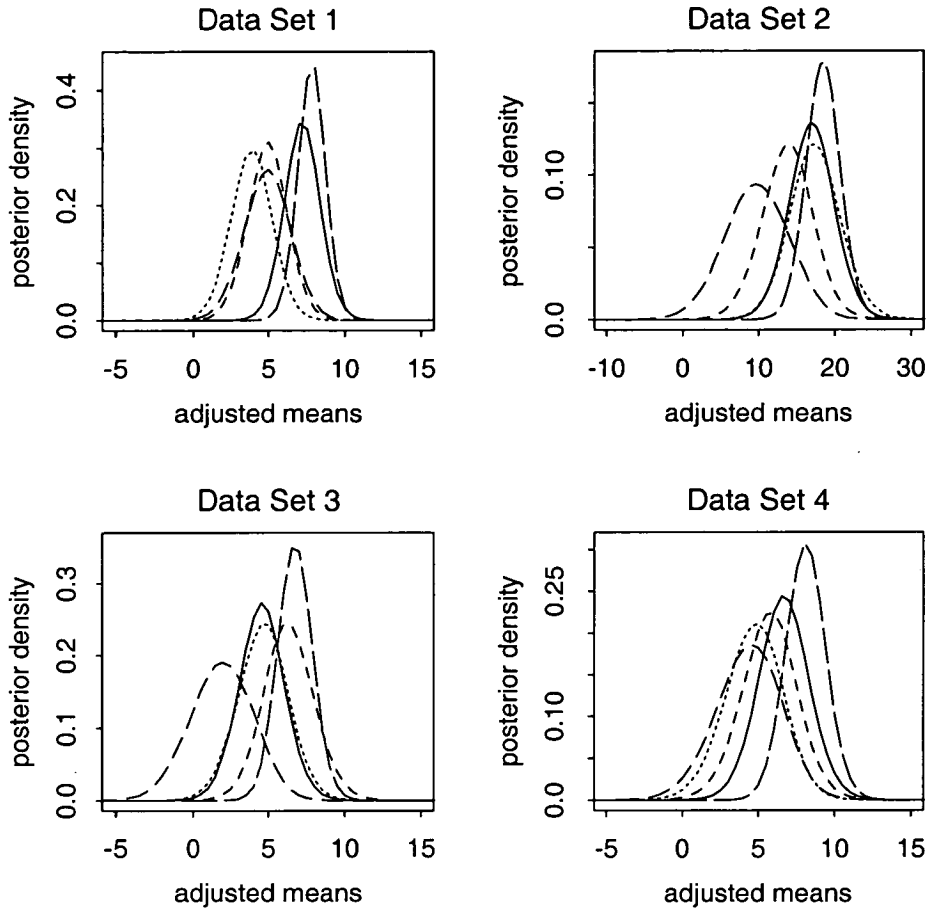 Data Set 1
posterior density
0.0
0.2
0.4
-5
0
5
10
15
adjusted means
Data Set 2
posterior density
0.0
0.10
-10
0
10
20
30
adjusted means
Data Set 3
posterior density
0.0
0.1
0.2
0.3
-5
0
5
10
15
adjusted means
Data Set 4
posterior density
0.0
0.10
0.25
-5
0
5
10
15
adjusted means